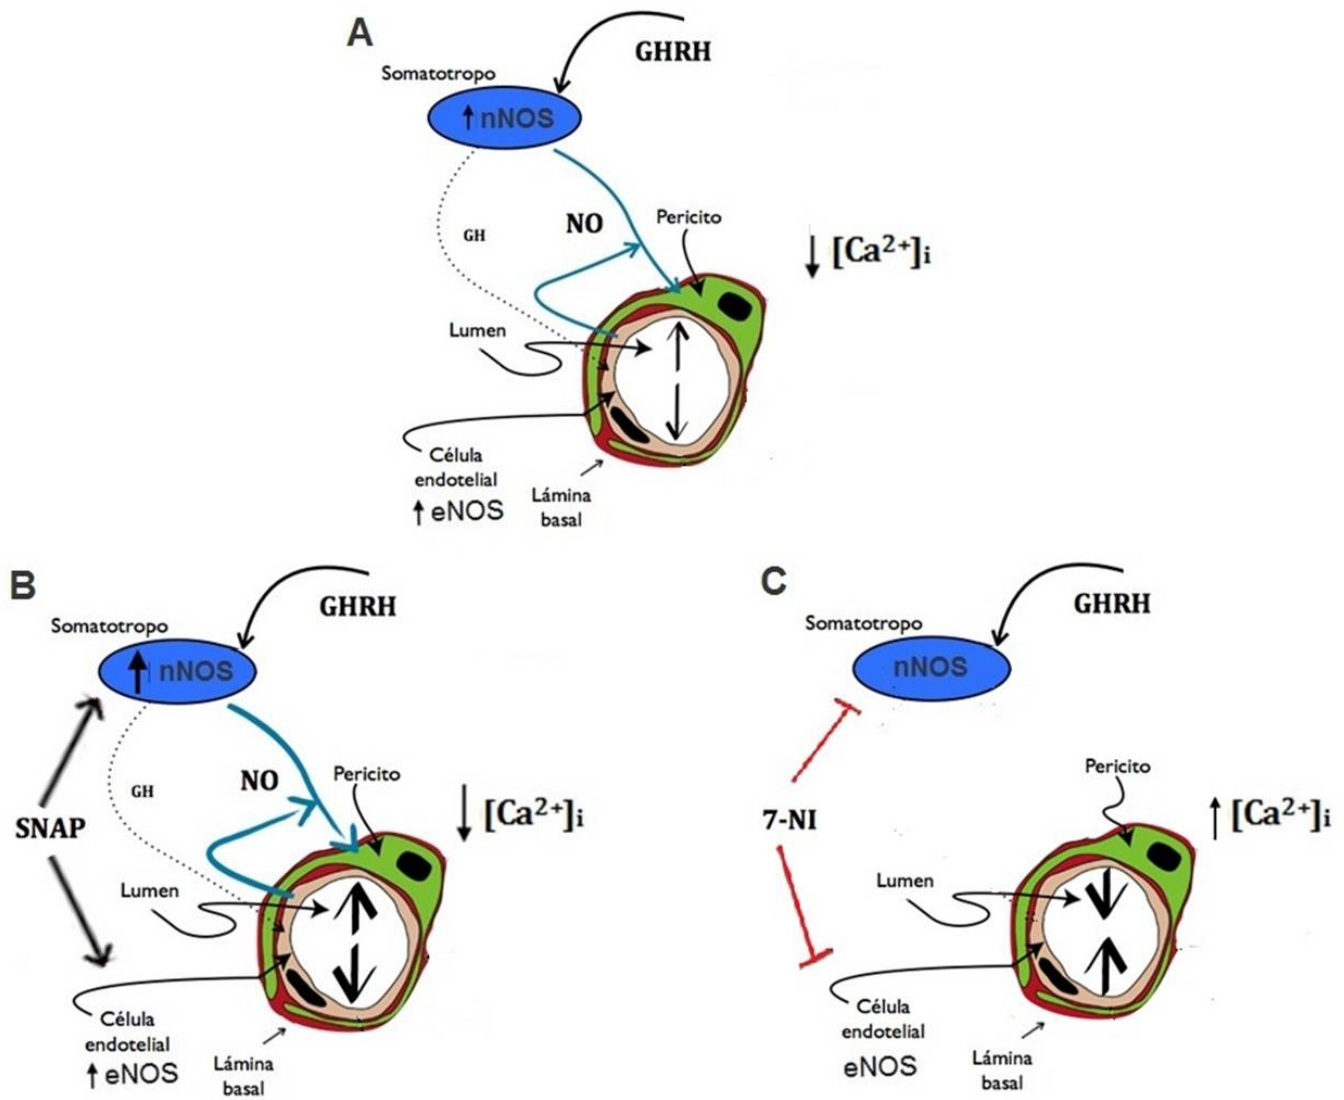 A
GHRH
Somatotropo
↑ nNOS
NO
Pericito
GH
↓ [Ca²⁺]i
Lumen
Célula
endotelial
↑ eNOS
Lámina
basal
B
GHRH
Somatotropo
↑ nNOS
NO
Pericito
GH
SNAP
↓ [Ca²⁺]i
Lumen
Célula
endotelial
↑ eNOS
Lámina
basal
C
GHRH
Somatotropo
nNOS
Pericito
7-NI
↑ [Ca²⁺]i
Lumen
Célula
endotelial
eNOS
Lámina
basal